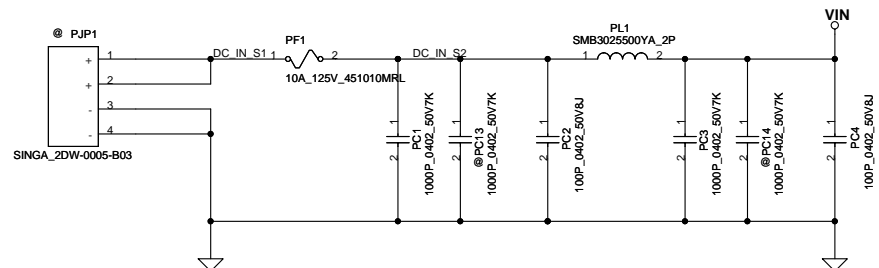 @ PJP1
1
+
2
+
3
-
4
-
SINGA_2DW-0005-B03
DC_IN_S1
PF1
1
2
10A_125V_451010MRL
DC_IN_S2
PL1
SMB3025500YA_2P
1
2
VIN
1
2
PC1
1000P_0402_50V7K
1
2
@PC13
1000P_0402_50V7K
1
2
PC2
100P_0402_50V8J
1
2
PC3
1000P_0402_50V7K
1
2
@PC14
1000P_0402_50V7K
1
2
PC4
100P_0402_50V8J